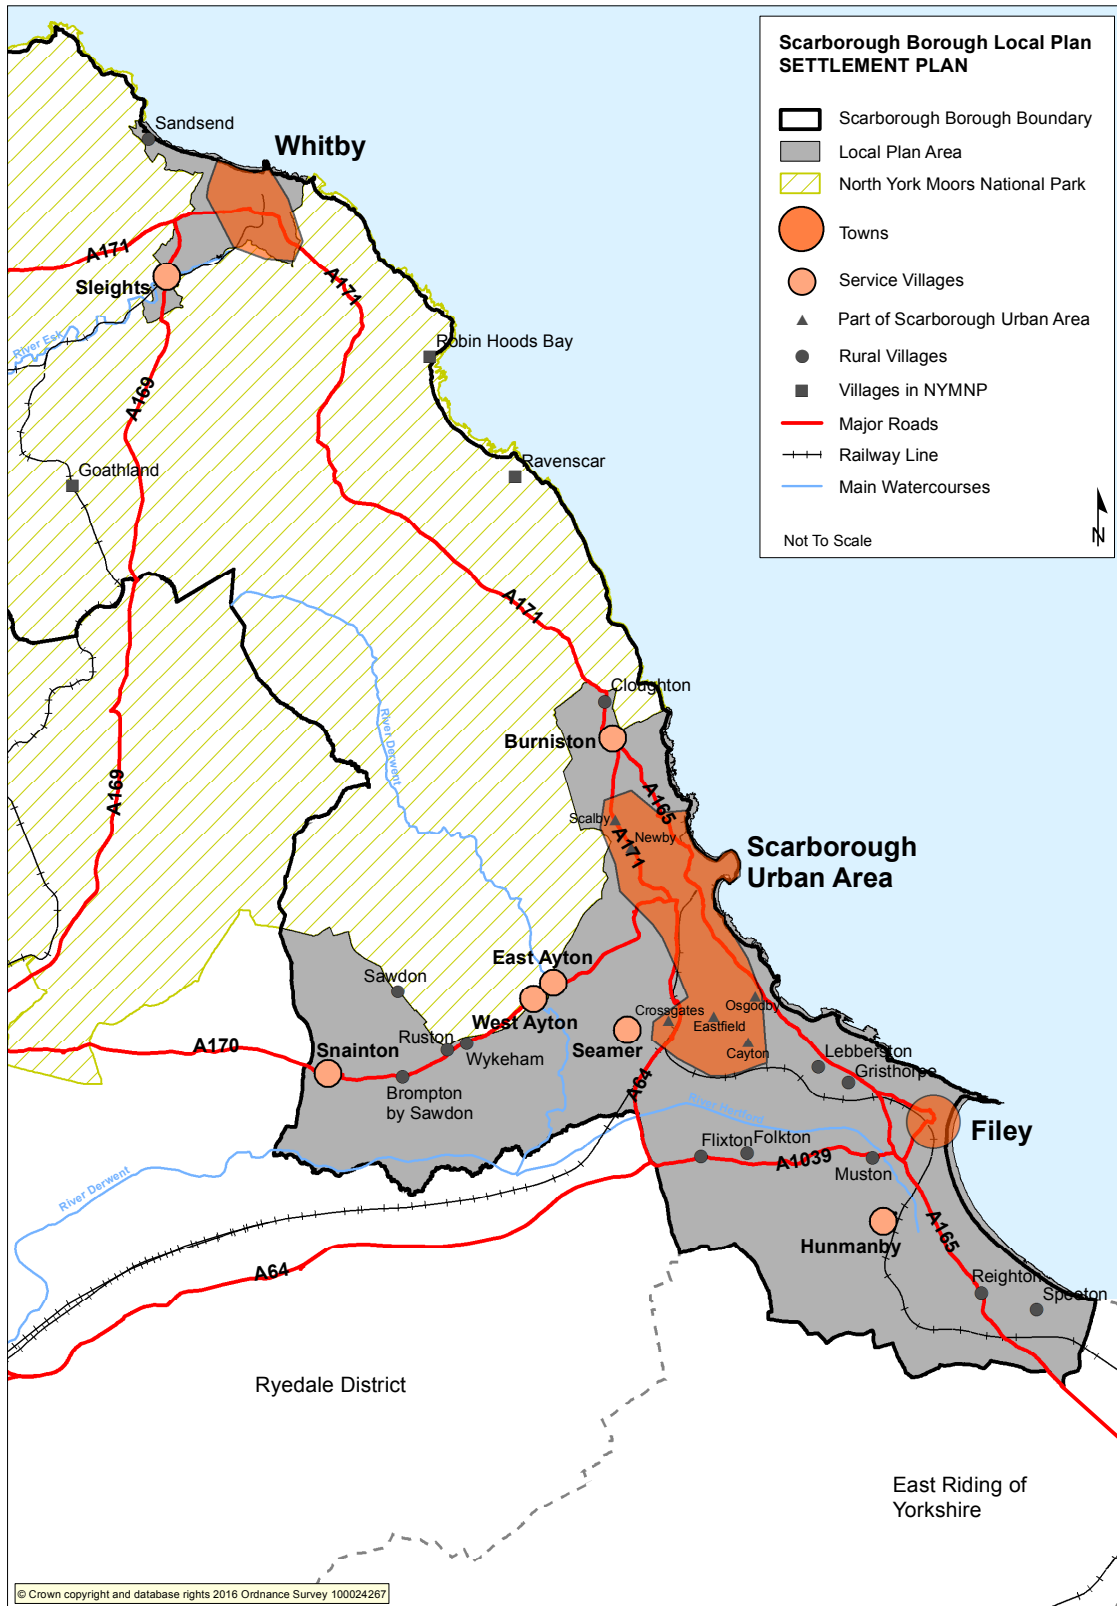 Scarborough Borough Local Plan
SETTLEMENT PLAN
Scarborough Borough Boundary
Local Plan Area
North York Moors National Park
Towns
Service Villages
Part of Scarborough Urban Area
Rural Villages
Villages in NYMNP
Major Roads
Railway Line
Main Watercourses
Not To Scale
N
Sandsend
Whitby
A171
A171
Sleights
River Esk
Robin Hoods Bay
A169
Goathland
Ravenscar
A171
Cloughton
River Derwent
Burniston
A169
A165
Scalby
Newby
A171
Scarborough
Urban Area
East Ayton
Sawdon
West Ayton
Crossgates
Osgodby
Eastfield
Seamer
Cayton
Ruston
Wykeham
A170
Snainton
Brompton
by Sawdon
Lebberston
Gristhorpe
A64
River Hertford
Filey
Flixton
Folkton
A1039
Muston
River Derwent
Hunmanby
A165
A64
Reighton
Speeton
Ryedale District
East Riding of
Yorkshire
© Crown copyright and database rights 2016 Ordnance Survey 100024267